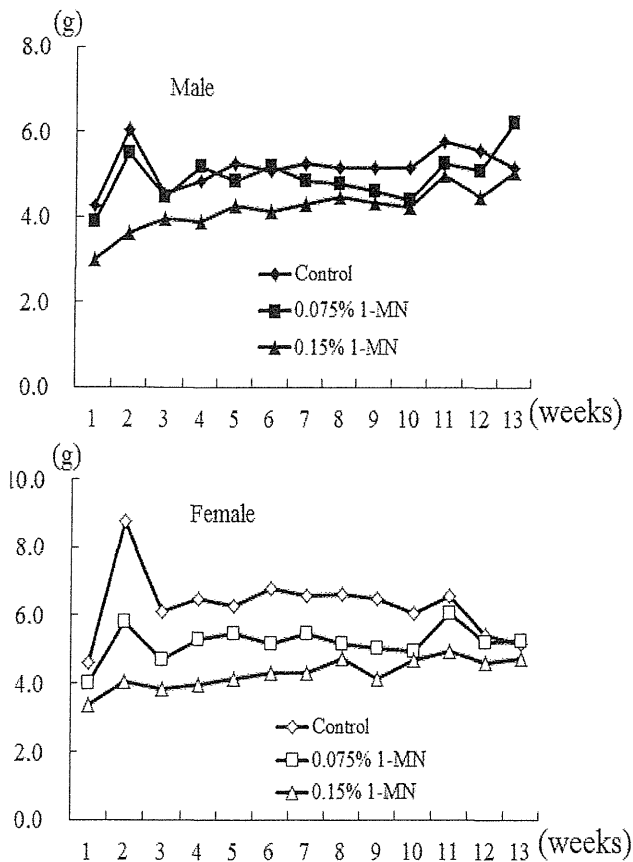 (g)
8.0
Male
6.0
4.0
Control
0.075% 1-MN
2.0
0.15% 1-MN
0.0
1 2 3 4 5 6 7 8 9 10 11 12 13 (weeks)
(g)
10.0
Female
8.0
6.0
4.0
Control
2.0
0.075% 1-MN
0.15% 1-MN
0.0
1 2 3 4 5 6 7 8 9 10 11 12 13 (weeks)